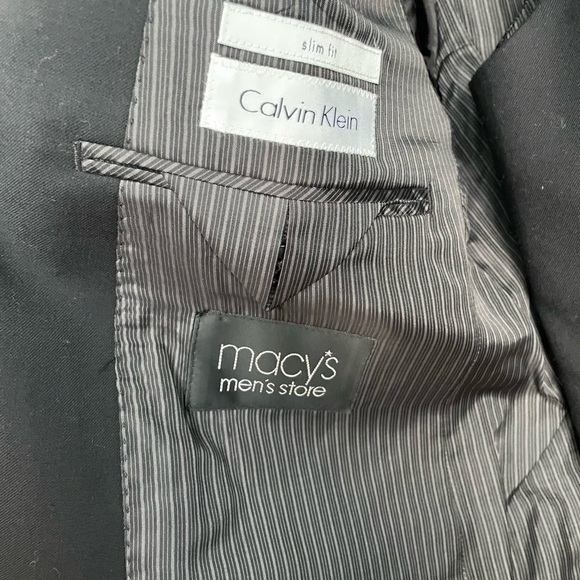 slim fit
Calvin Klein
macy's
men's store